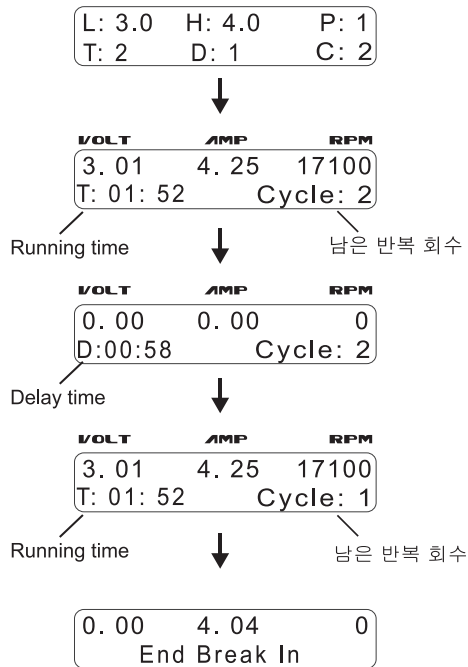 L: 3.0 H: 4.0 P: 1
T: 2 D: 1 C: 2
VOLT AMP RPM
3. 01 4. 25 17100
T: 01: 52 Cycle: 2
Running time 남은 반복 회수
VOLT AMP RPM
0. 00 0. 00 0
D:00:58 Cycle: 2
Delay time
VOLT AMP RPM
3. 01 4. 25 17100
T: 01: 52 Cycle: 1
Running time 남은 반복 회수
0. 00 4. 04 0
End Break In